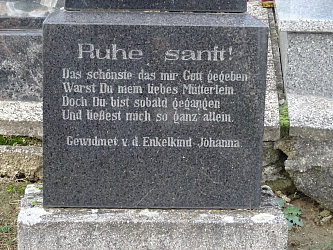 Ruhe sanft!
Das schönste das mir Gott gegeben
Warst Du mein liebes Mütterlein.
Doch Du bist sobald gegangen
Und ließest mich so ganz allein.
Gewidmet v. d. Enkelkind Johanna.